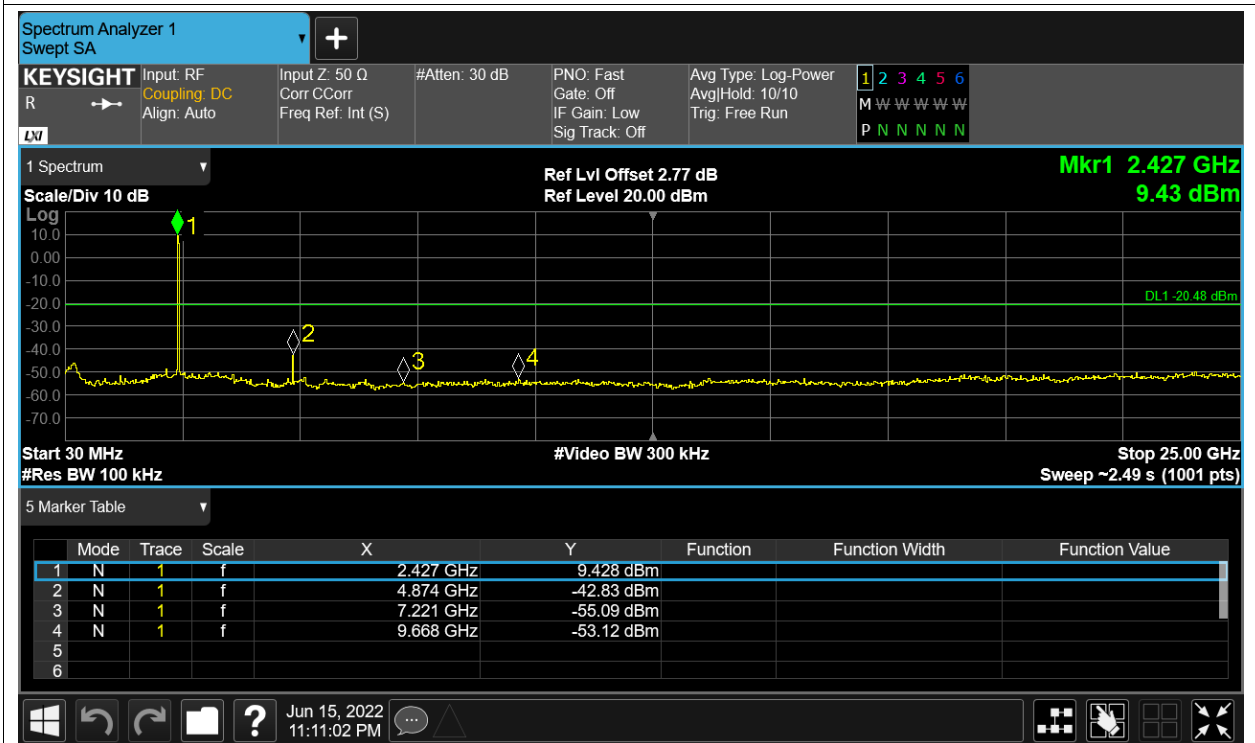 Spectrum Analyzer 1
Swept SA
KEYSIGHT Input: RF Input Z: 50 Ω #Atten: 30 dB PNO: Fast Avg Type: Log-Power 1 2 3 4 5 6
R Coupling: DC Corr CCorr Gate: Off Avg|Hold: 10/10 M W W W W W
Align: Auto Freq Ref: Int (S) IF Gain: Low Trig: Free Run
LXI Sig Track: Off P N N N N N
1 Spectrum Ref Lvl Offset 2.77 dB Mkr1 2.427 GHz
Scale/Div 10 dB Ref Level 20.00 dBm 9.43 dBm
Log
1
10.0
0.00
-10.0
DL1 -20.48 dBm
-20.0
-30.0
2
-40.0
3 4
-50.0
-60.0
-70.0
Start 30 MHz #Video BW 300 kHz Stop 25.00 GHz
#Res BW 100 kHz Sweep ~2.49 s (1001 pts)
5 Marker Table
Mode Trace Scale X Y Function Function Width Function Value
1 N 1 f 2.427 GHz 9.428 dBm
2 N 1 f 4.874 GHz -42.83 dBm
3 N 1 f 7.221 GHz -55.09 dBm
4 N 1 f 9.668 GHz -53.12 dBm
5
6
? Jun 15, 2022
11:11:02 PM